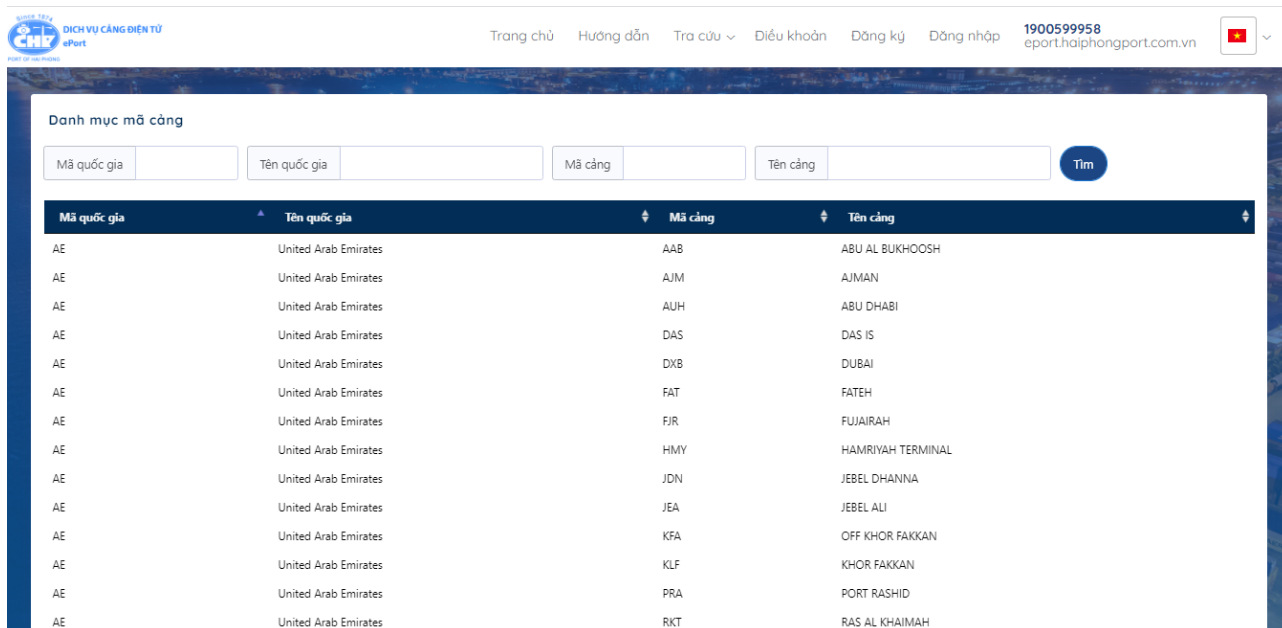 Since 1874
CHP
PORT OF HAI PHONG
DỊCH VỤ CẢNG ĐIỆN TỬ
ePort
Trang chủ Hướng dẫn Tra cứu Điều khoản Đăng ký Đăng nhập
1900599958
eport.haiphongport.com.vn
Danh mục mã cảng
Mã quốc gia Tên quốc gia Mã cảng Tên cảng Tìm
Mã quốc gia Tên quốc gia Mã cảng Tên cảng
AE United Arab Emirates AAB ABU AL BUKHOOSH
AE United Arab Emirates AJM AJMAN
AE United Arab Emirates AUH ABU DHABI
AE United Arab Emirates DAS DAS IS
AE United Arab Emirates DXB DUBAI
AE United Arab Emirates FAT FATEH
AE United Arab Emirates FJR FUJAIRAH
AE United Arab Emirates HMY HAMRIYAH TERMINAL
AE United Arab Emirates JDN JEBEL DHANNA
AE United Arab Emirates JEA JEBEL ALI
AE United Arab Emirates KFA OFF KHOR FAKKAN
AE United Arab Emirates KLF KHOR FAKKAN
AE United Arab Emirates PRA PORT RASHID
AE United Arab Emirates RKT RAS AL KHAIMAH